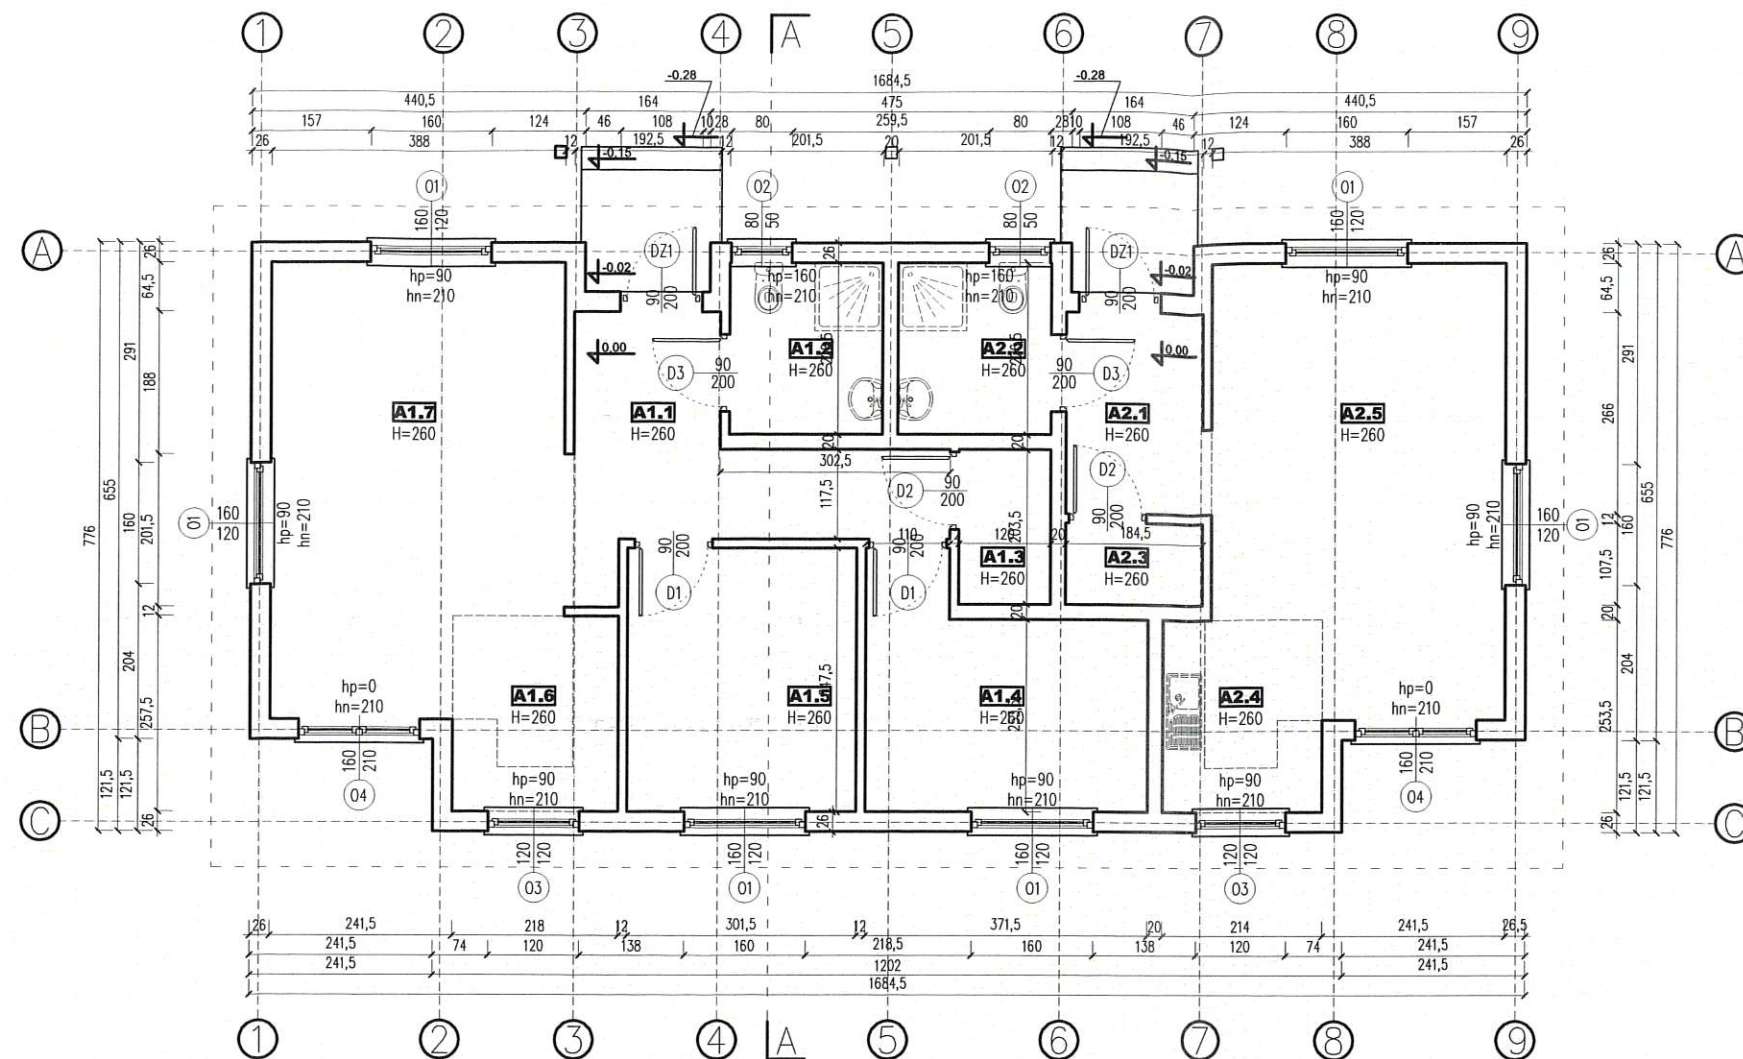 1 2 3 4 A 5 6 7 8 9
-0.28 1684,5 -0.28
440,5 164 475 164 440,5
157 160 124 46 108 10 28 80 259,5 80 28 10 108 46 124 160 157
26 388 12 192,5 12 201,5 20 201,5 12 192,5 12 388 26
-0.15 -0.15
01 02 02 01
160 120
80 50
80 50
160 120
A A
DZ1 DZ1
-0.02 -0.02
90 200
90 200
hp=90
hn=210
hp=160
hn=210
hp=160
hn=210
hp=90
hn=210
0.00 0.00
D3 90 200
D3 90 200
A1.7
H=260
A1.1
H=260
H=260
A2.2
H=260
A2.1
H=260
A2.5
H=260
302,5
117,5
D2 90 200
D2 90 200
01 160 120
hp=90
hn=210
110 20 184,5
A1.3
H=260
A2.3
H=260
D1 90 200
D1 90 200
hp=90
hn=210
160 120 01
A1.6
H=260
A1.5
H=260
A1.4
A2.4
H=260
hp=0
hn=210
hp=0
hn=210
B B
160 210
04
160 210
04
hp=90
hn=210
hp=90
hn=210
hp=90
hn=210
hp=90
hn=210
C C
120 120
03
160 120
01
160 120
01
120 120
03
776
655 121,5
291 160 204 121,5
26 64,5 188 201,5 12 257,5 26
26 64,5 266 12 107,5 20 253,5 26
291 160 204 121,5
655 121,5
776
26 20 20 20 26
26 241,5 218 12 301,5 12 371,5 20 214 241,5 26,5
241,5 74 120 138 160 218,5 160 138 120 74 241,5
241,5 1202 241,5
1684,5
1 2 3 4 A 5 6 7 8 9